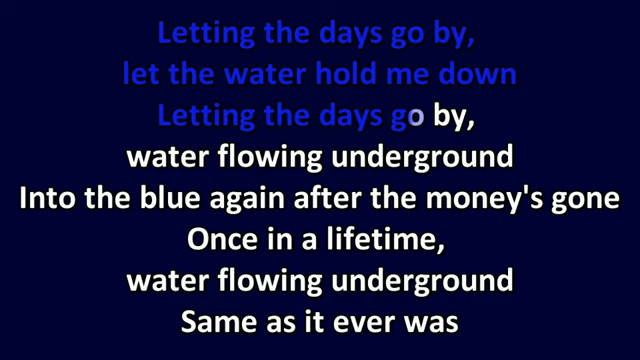 Letting the days go by,
let the water hold me down
Letting the days go by,
water flowing underground
Into the blue again after the money's gone
Once in a lifetime,
water flowing underground
Same as it ever was